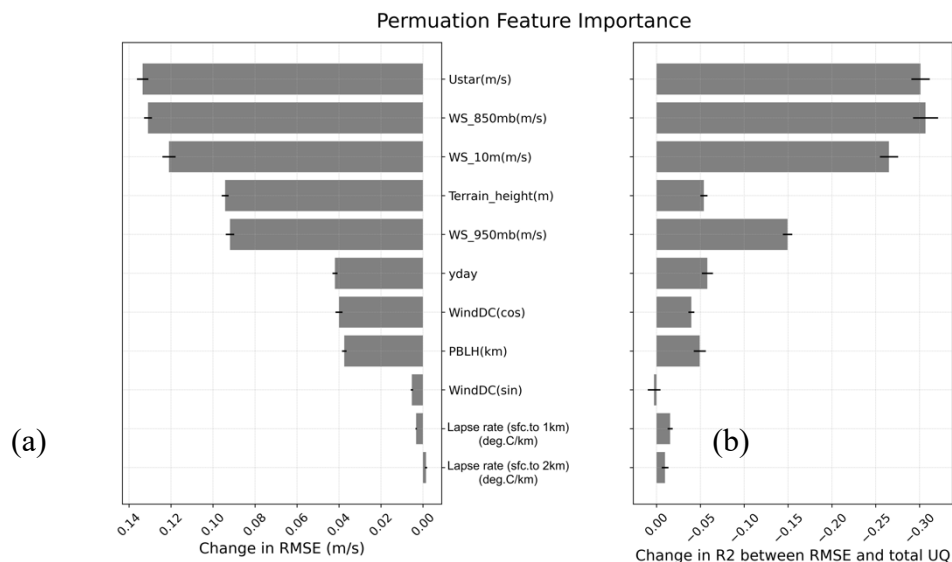 Permuation Feature Importance
Ustar(m/s)
WS_850mb(m/s)
WS_10m(m/s)
Terrain_height(m)
WS_950mb(m/s)
yday
WindDC(cos)
PBLH(km)
WindDC(sin)
Lapse rate (sfc.to 1km)
(deg.C/km)
Lapse rate (sfc.to 2km)
(deg.C/km)
(a)
(b)
0.14 0.12 0.10 0.08 0.06 0.04 0.02 0.00
Change in RMSE (m/s)
0.00 −0.05 −0.10 −0.15 −0.20 −0.25 −0.30
Change in R2 between RMSE and total UQ